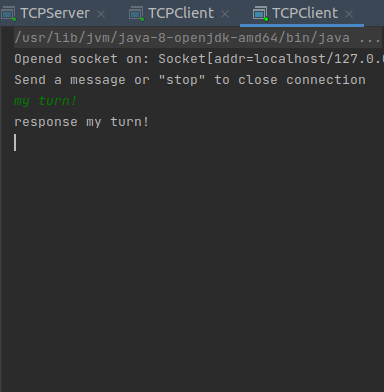 TCPServer TCPClient TCPClient
/usr/lib/jvm/java-8-openjdk-amd64/bin/java ...
Opened socket on: Socket[addr=localhost/127.0.
Send a message or "stop" to close connection
my turn!
response my turn!